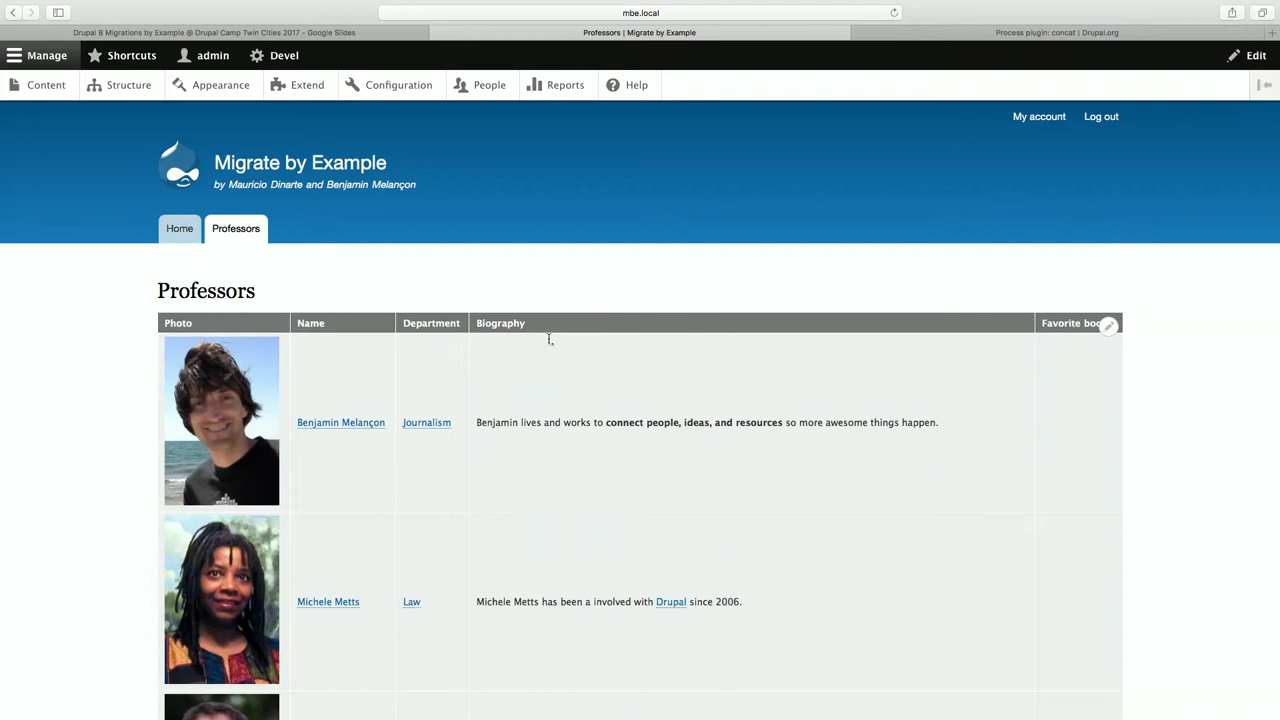 mbe.local
Drupal 8 Migrations by Example @ Drupal Camp Twin Cities 2017 - Google Slides
Professors | Migrate by Example
Process plugin: concat | Drupal.org
Manage
Shortcuts
admin
Devel
Edit
Content
Structure
Appearance
Extend
Configuration
People
Reports
Help
My account
Log out
Migrate by Example
by Mauricio Dinarte and Benjamin Melançon
Home
Professors
Professors
Photo
Name
Department
Biography
Favorite
Benjamin Melançon
Journalism
Benjamin lives and works to connect people, ideas, and resources so more awesome things happen.
Michele Metts
Law
Michele Metts has been a involved with Drupal since 2006.